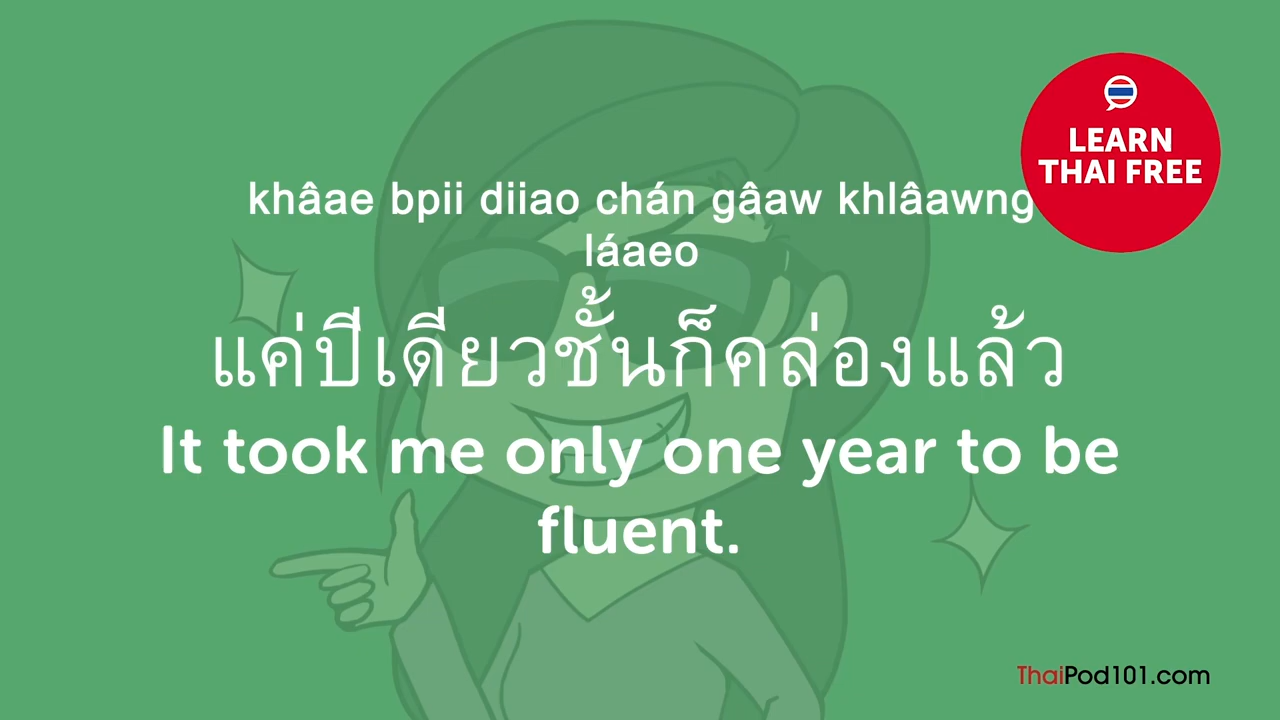 LEARN
THAI FREE
khâae bpii diiao chán gâaw khlâawng
láaeo
แค่ปีเดียวชั้นก็คล่องแล้ว
It took me only one year to be
fluent.
ThaiPod101.com